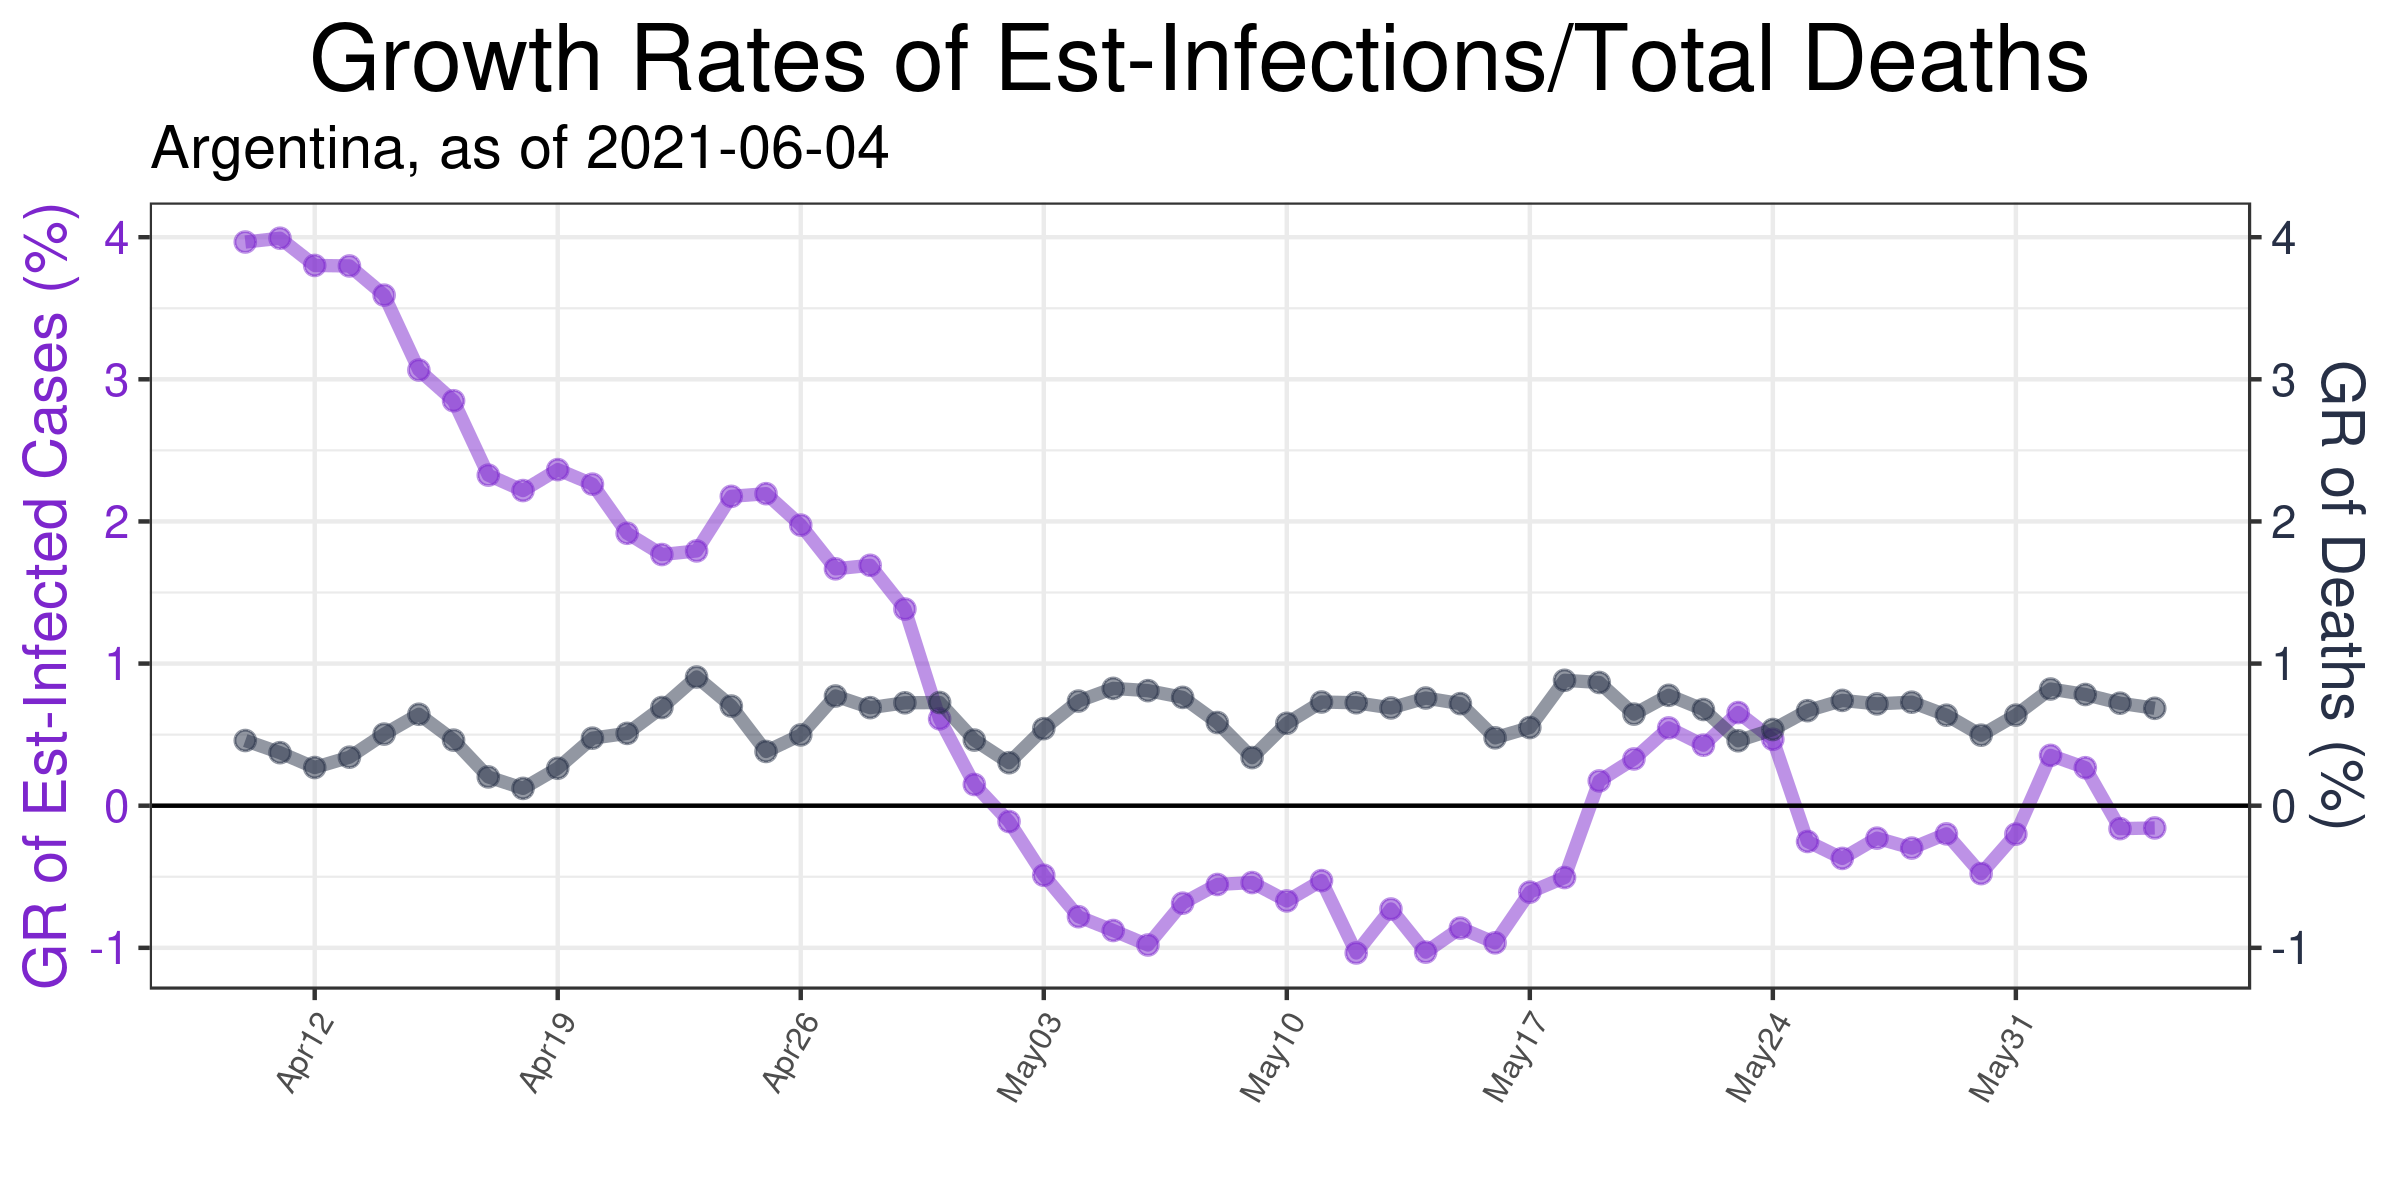 Growth Rates of Est-Infections/Total Deaths
Argentina, as of 2021-06-04
GR of Est-Infected Cases (%)
4
3
2
1
0
-1
4
3
2
1
0
-1
GR of Deaths (%)
Apr12
Apr19
Apr26
May03
May10
May17
May24
May31